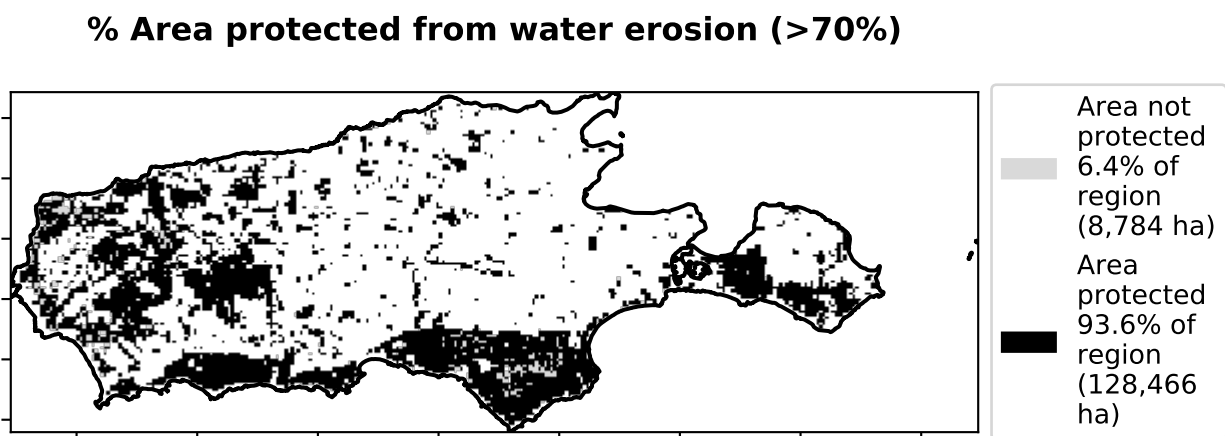 % Area protected from water erosion (>70%)
Area not
protected
6.4% of
region
(8,784 ha)
Area
protected
93.6% of
region
(128,466
ha)